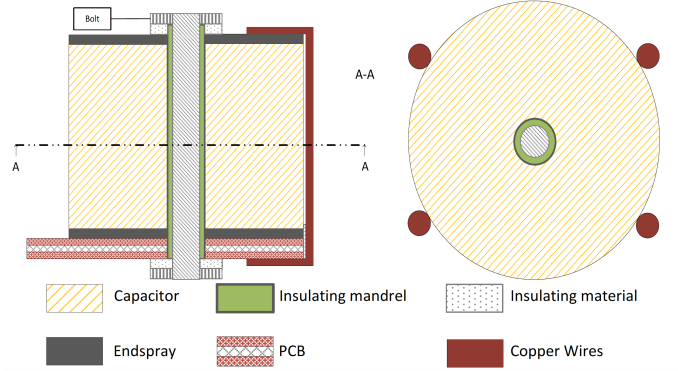 Bolt
A-A
A
A
Capacitor
Insulating mandrel
Insulating material
Endspray
PCB
Copper Wires